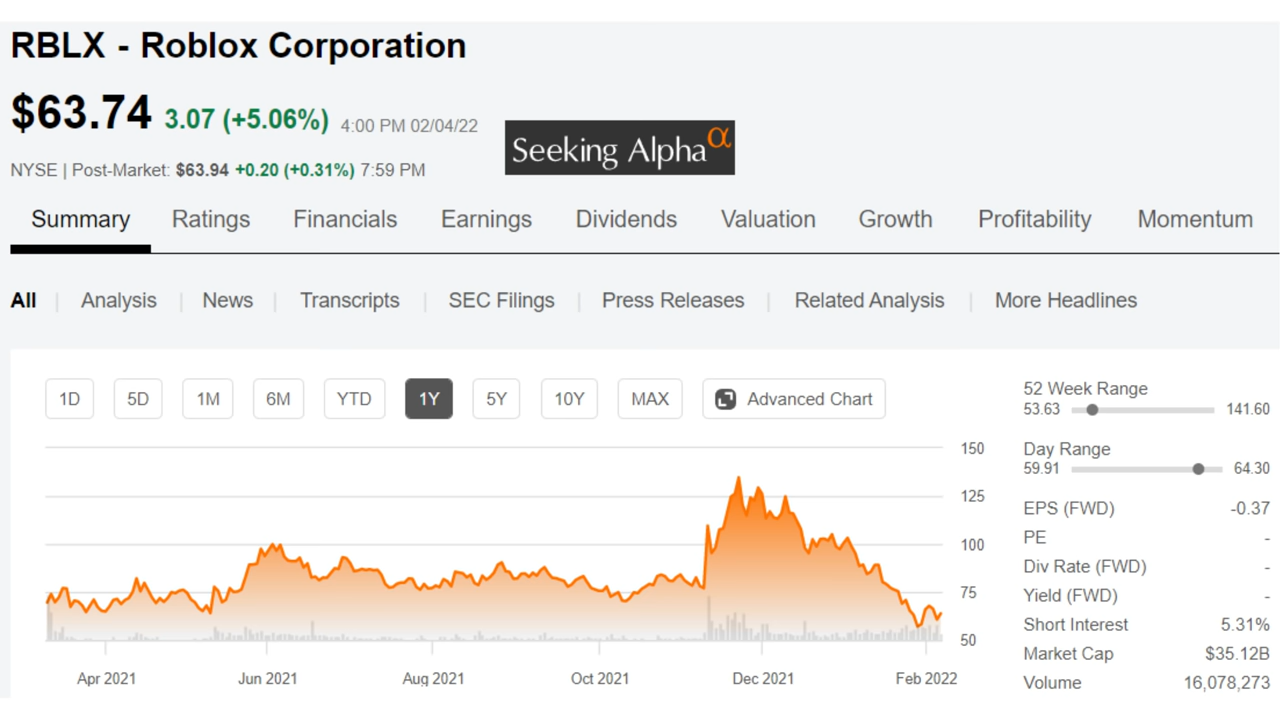 RBLX - Roblox Corporation
$63.74 3.07 (+5.06%) 4:00 PM 02/04/22
Seeking Alpha α
NYSE | Post-Market: $63.94 +0.20 (+0.31%) 7:59 PM
Summary Ratings Financials Earnings Dividends Valuation Growth Profitability Momentum
All | Analysis | News | Transcripts | SEC Filings | Press Releases | Related Analysis | More Headlines
1D 5D 1M 6M YTD 1Y 5Y 10Y MAX Advanced Chart
150
125
100
75
50
Apr 2021 Jun 2021 Aug 2021 Oct 2021 Dec 2021 Feb 2022
52 Week Range
53.63 141.60
Day Range
59.91 64.30
EPS (FWD) -0.37
PE -
Div Rate (FWD) -
Yield (FWD) -
Short Interest 5.31%
Market Cap $35.12B
Volume 16,078,273